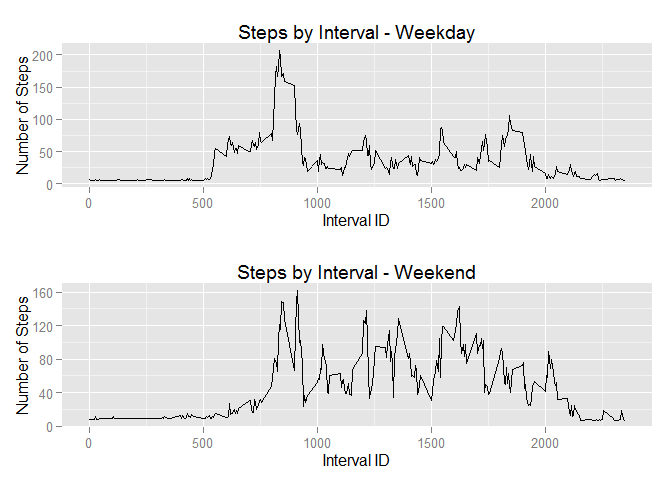 Steps by Interval - Weekday
Number of Steps
200
150
100
50
0
0 500 1000 1500 2000
Interval ID
Steps by Interval - Weekend
Number of Steps
160
120
80
40
0
0 500 1000 1500 2000
Interval ID